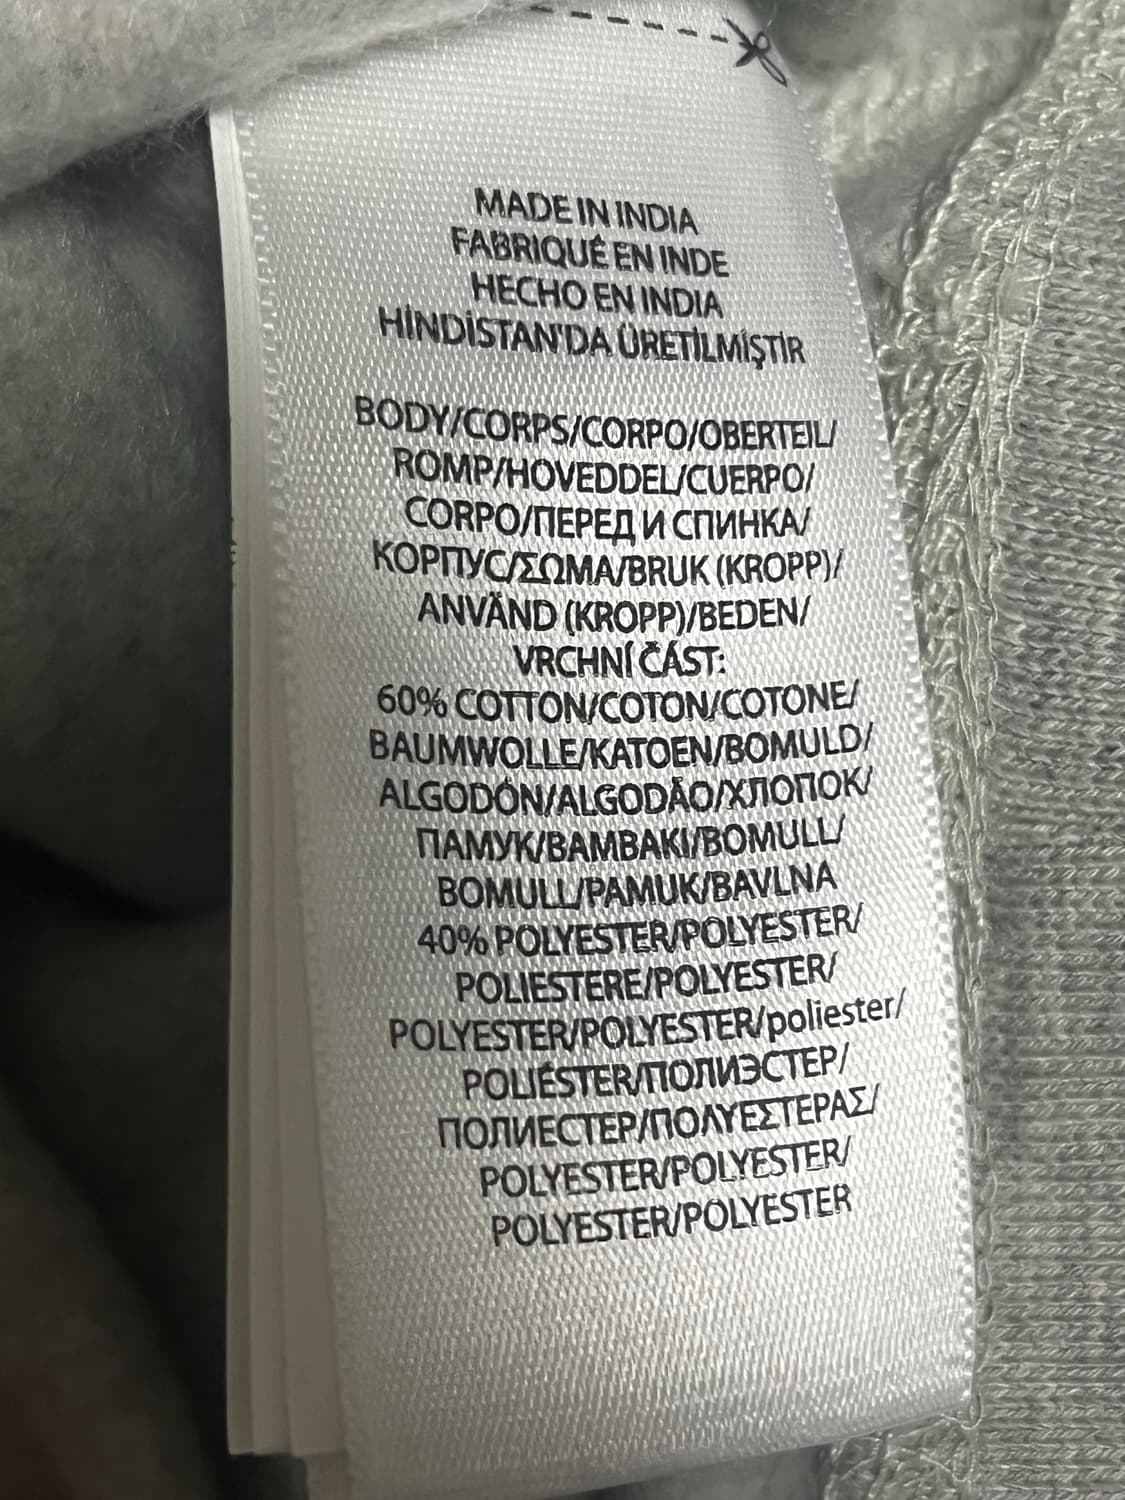 MADE IN INDIA
FABRIQUÉ EN INDE
HECHO EN INDIA
HİNDİSTAN'DA ÜRETİLMİŞTİR
BODY/CORPS/CORPO/OBERTEIL/
ROMP/HOVEDDEL/CUERPO/
CORPO/ПЕРЕД И СПИНКА/
КОРПУС/ΣΩΜΑ/BRUK (KROPP)/
ANVÄND (KROPP)/BEDEN/
VRCHNÍ ČÁST:
60% COTTON/COTON/COTONE/
BAUMWOLLE/KATOEN/BOMULD/
ALGODÓN/ALGODÃO/ХЛОПОК/
ПАМУК/ΒΑΜΒΑΚΙ/BOMULL/
BOMULL/PAMUK/BAVLNA
40% POLYESTER/POLYESTER/
POLIESTERE/POLYESTER/
POLYESTER/POLYESTER/poliester/
POLIÉSTER/ПОЛИЭСТЕР/
ПОЛИЕСТЕР/ΠΟΛΥΕΣΤΕΡΑΣ/
POLYESTER/POLYESTER/
POLYESTER/POLYESTER